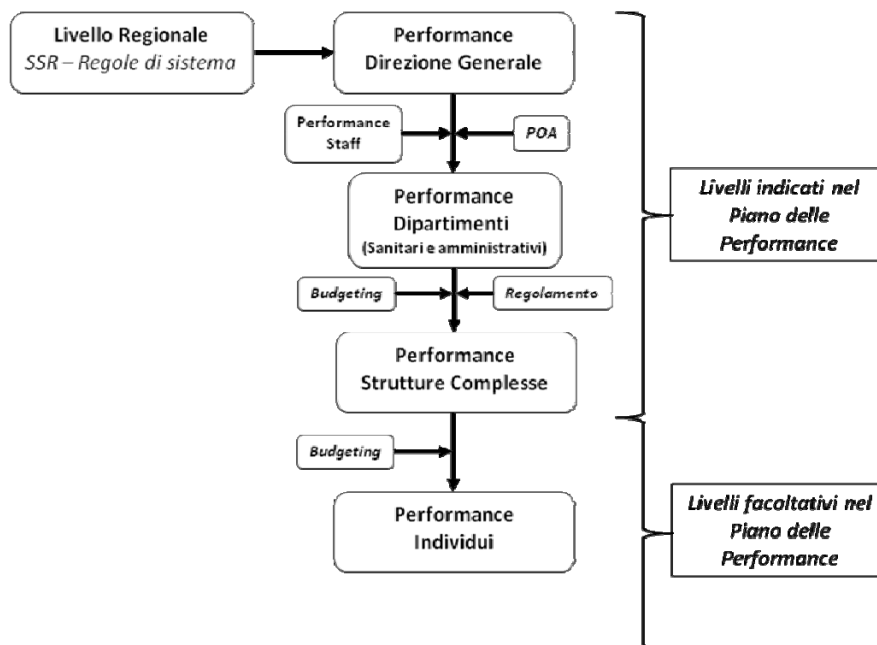 Livello Regionale
SSR – Regole di sistema
Performance
Direzione Generale
Performance
Staff
POA
Performance
Dipartimenti
(Sanitari e amministrativi)
Livelli indicati nel
Piano delle
Performance
Budgeting
Regolamento
Performance
Strutture Complesse
Budgeting
Performance
Individui
Livelli facoltativi nel
Piano delle
Performance